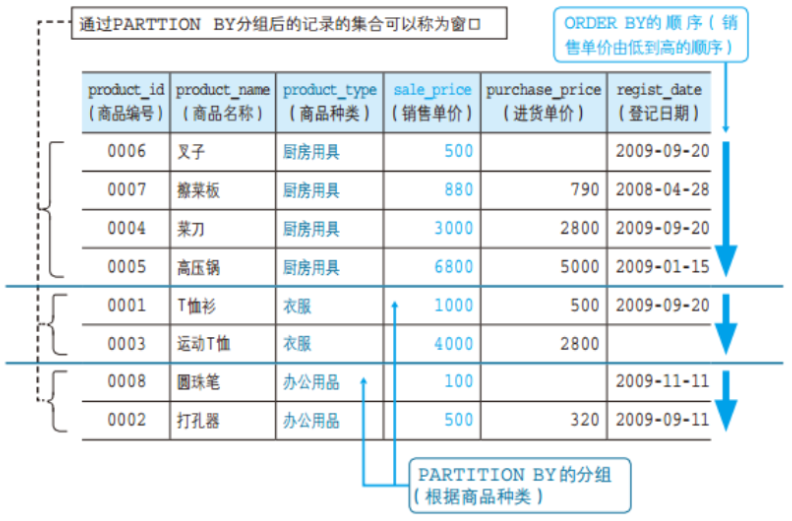 通过PARTTION BY分组后的记录的集合可以称为窗口
ORDER BY的顺序(销
售单价由低到高的顺序)
product_id product_name product_type sale_price purchase_price regist_date
(商品编号) (商品名称) (商品种类) (销售单价) (进货单价) (登记日期)
0006 叉子 厨房用具 500 2009-09-20
0007 擦菜板 厨房用具 880 790 2008-04-28
0004 菜刀 厨房用具 3000 2800 2009-09-20
0005 高压锅 厨房用具 6800 5000 2009-01-15
0001 T恤衫 衣服 1000 500 2009-09-20
0003 运动T恤 衣服 4000 2800
0008 圆珠笔 办公用品 100 2009-11-11
0002 打孔器 办公用品 500 320 2009-09-11
PARTITION BY的分组
(根据商品种类)